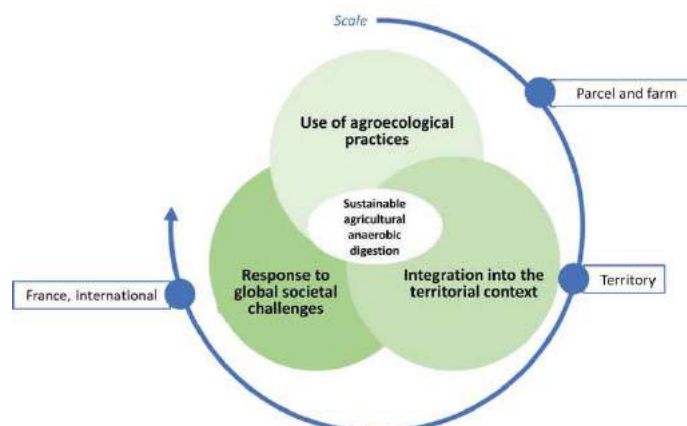 Scale
Parcel and farm
Use of agroecological
practices
Sustainable
agricultural
anaerobic
digestion
Response to
global societal
challenges
Integration into the
territorial context
Territory
France, International